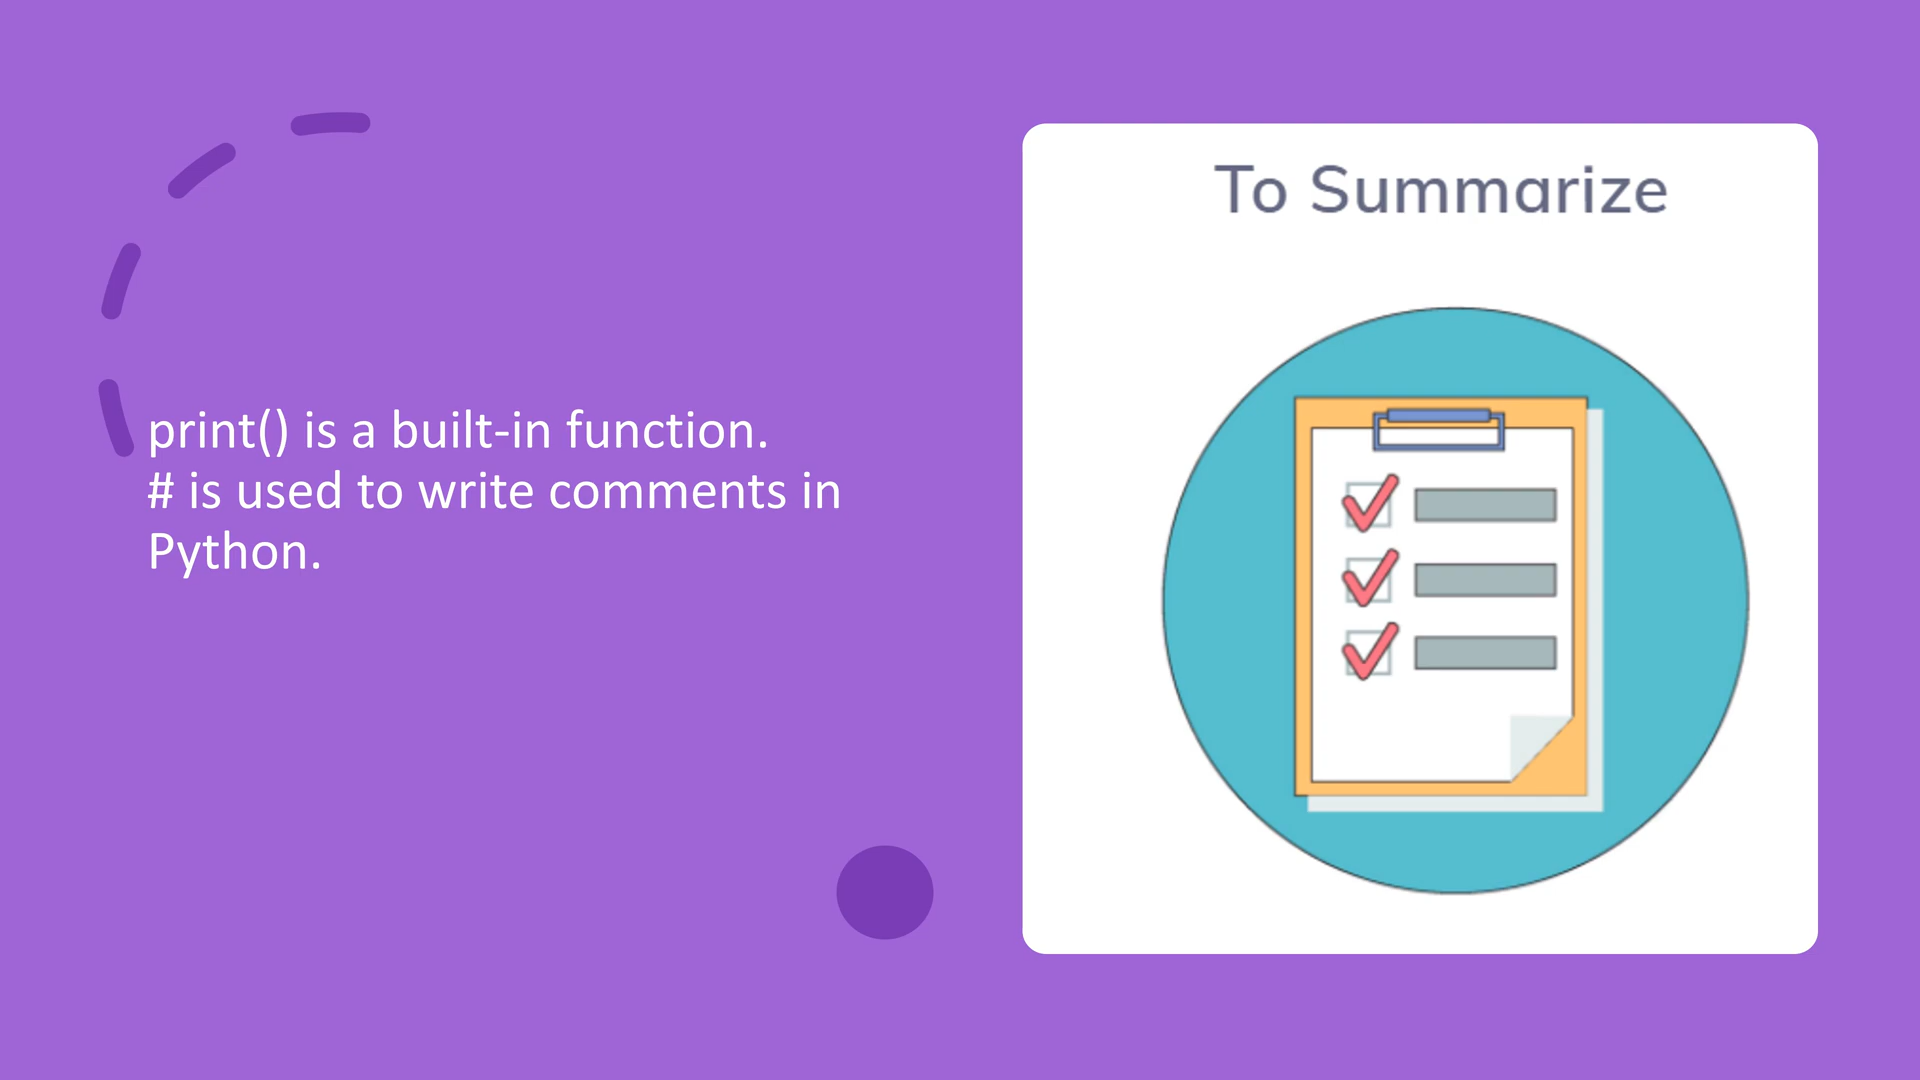 print() is a built-in function.
# is used to write comments in
Python.
To Summarize